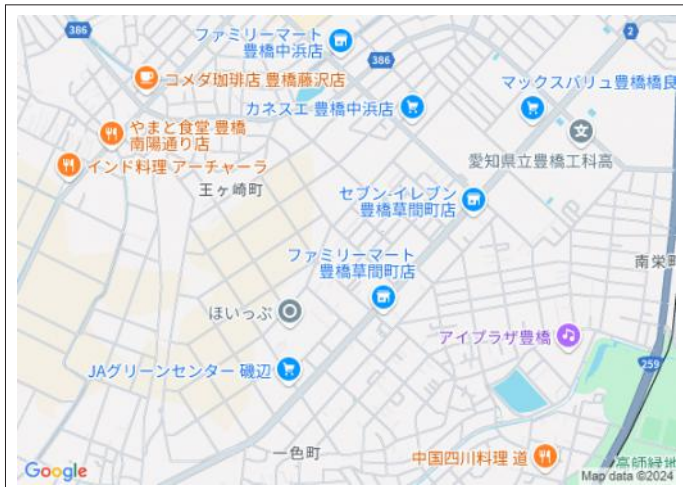 386
ファミリーマート
豊橋中浜店
2
386
コメダ珈琲店 豊橋藤沢店
マックスバリュ豊橋橋良
カネスエ 豊橋中浜店
やまと食堂 豊橋
南陽通り店
愛知県立豊橋工科高
インド料理 アーチャーラ
王ヶ崎町
セブン-イレブン
豊橋草間町店
ファミリーマート
豊橋草間町店
南栄町
ほいっぷ
アイプラザ豊橋
259
JAグリーンセンター 磯辺
一色町
中国四川料理 道
高師緑地
Google
Map data ©2024